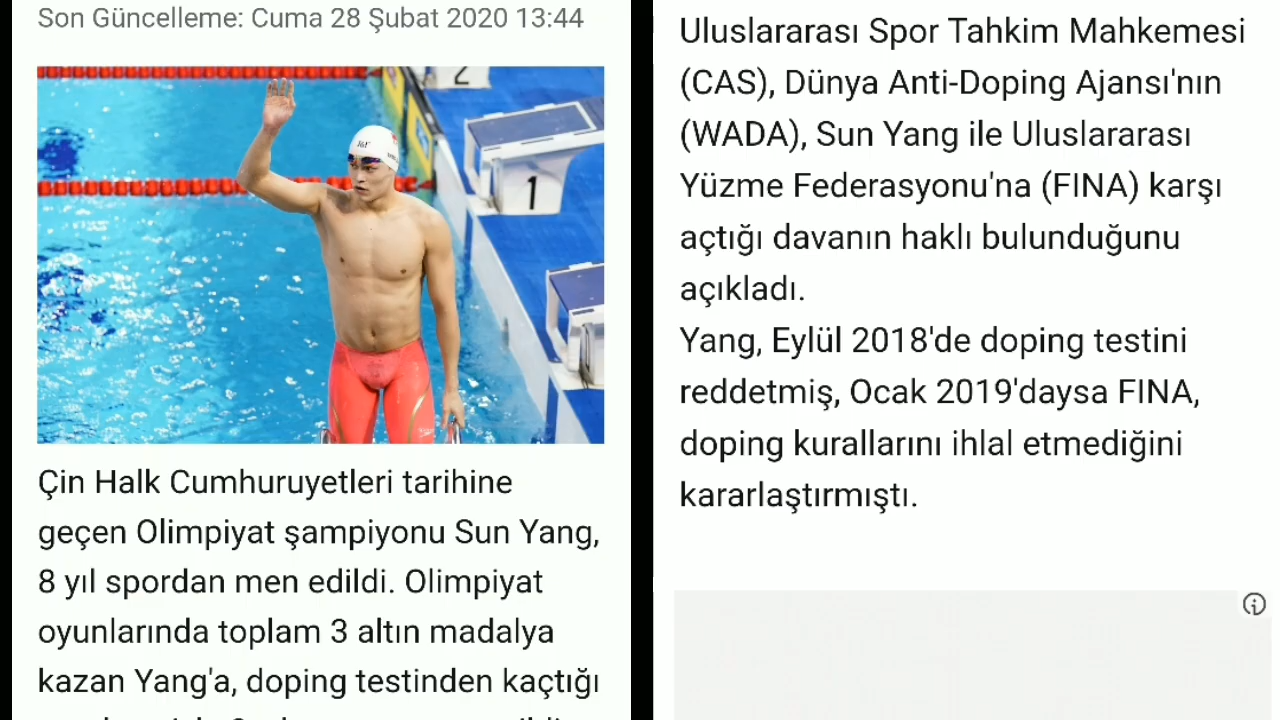 Son Güncelleme: Cuma 28 Şubat 2020 13:44
2
1
Çin Halk Cumhuruyetleri tarihine
geçen Olimpiyat şampiyonu Sun Yang,
8 yıl spordan men edildi. Olimpiyat
oyunlarında toplam 3 altın madalya
kazan Yang'a, doping testinden kaçtığı
Uluslararası Spor Tahkim Mahkemesi
(CAS), Dünya Anti-Doping Ajansı'nın
(WADA), Sun Yang ile Uluslararası
Yüzme Federasyonu'na (FINA) karşı
açtığı davanın haklı bulunduğunu
açıkladı.
Yang, Eylül 2018'de doping testini
reddetmiş, Ocak 2019'daysa FINA,
doping kurallarını ihlal etmediğini
kararlaştırmıştı.